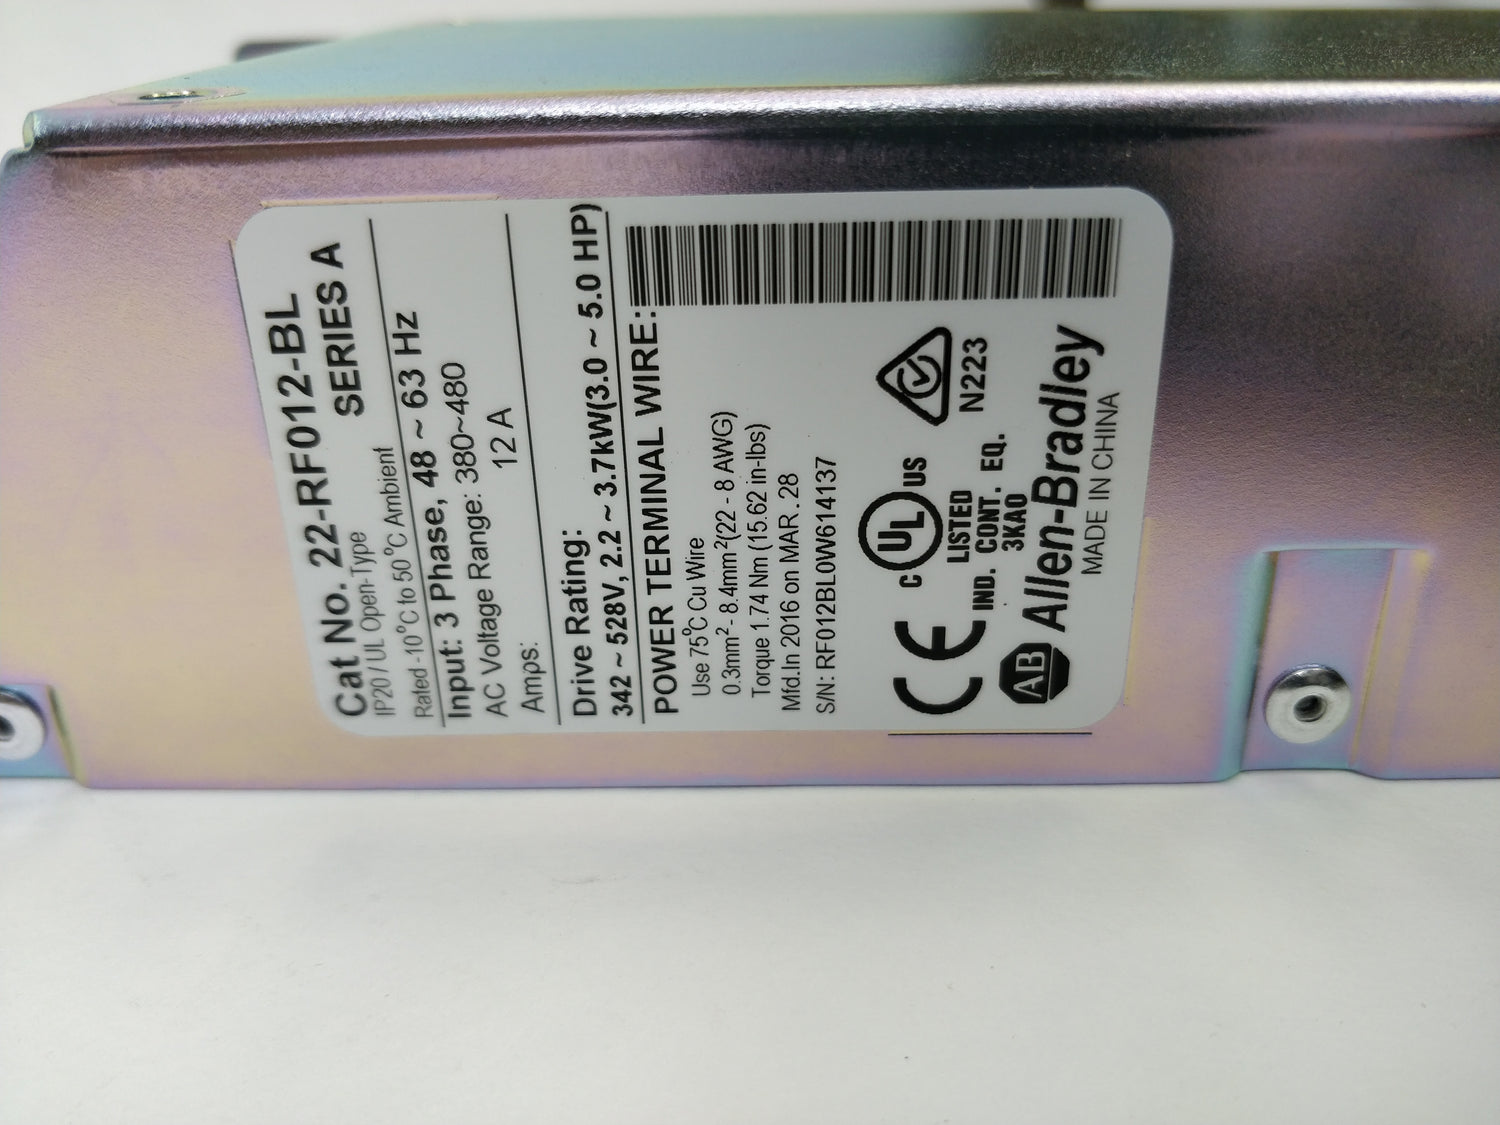 Cat No. 22-RF012-BL
IP20 / UL Open-Type
SERIES A
Rated -10°C to 50°C Ambient
Input: 3 Phase, 48 ~ 63 Hz
AC Voltage Range: 380~480
Amps: 12 A
Drive Rating:
342 ~ 528V, 2.2 ~ 3.7kW(3.0 ~ 5.0 HP)
POWER TERMINAL WIRE:
Use 75°C Cu Wire
0.3mm²- 8.4mm²(22 - 8 AWG)
Torque 1.74 Nm (15.62 in-lbs)
Mfd.In 2016 on MAR. 28
S/N: RF012BL0W614137
CE
C UL US
LISTED
IND. CONT. EQ.
3KA0
N223
AB Allen-Bradley
MADE IN CHINA